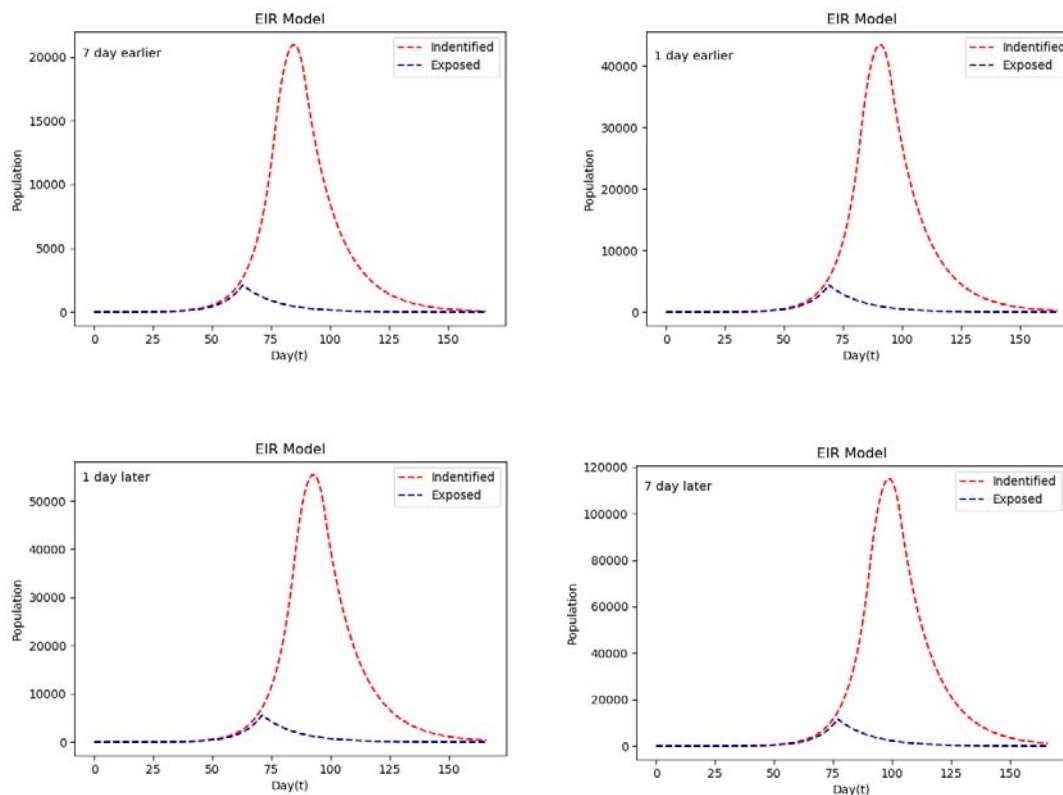 EIR Model
7 day earlier
Indentified
Exposed
20000
15000
10000
5000
0
Population
0 25 50 75 100 125 150
Day(t)
EIR Model
1 day earlier
Indentified
Exposed
40000
30000
20000
10000
0
Population
0 25 50 75 100 125 150
Day(t)
EIR Model
1 day later
Indentified
Exposed
50000
40000
30000
20000
10000
0
Population
0 25 50 75 100 125 150
Day(t)
EIR Model
7 day later
Indentified
Exposed
120000
100000
80000
60000
40000
20000
0
Population
0 25 50 75 100 125 150
Day(t)